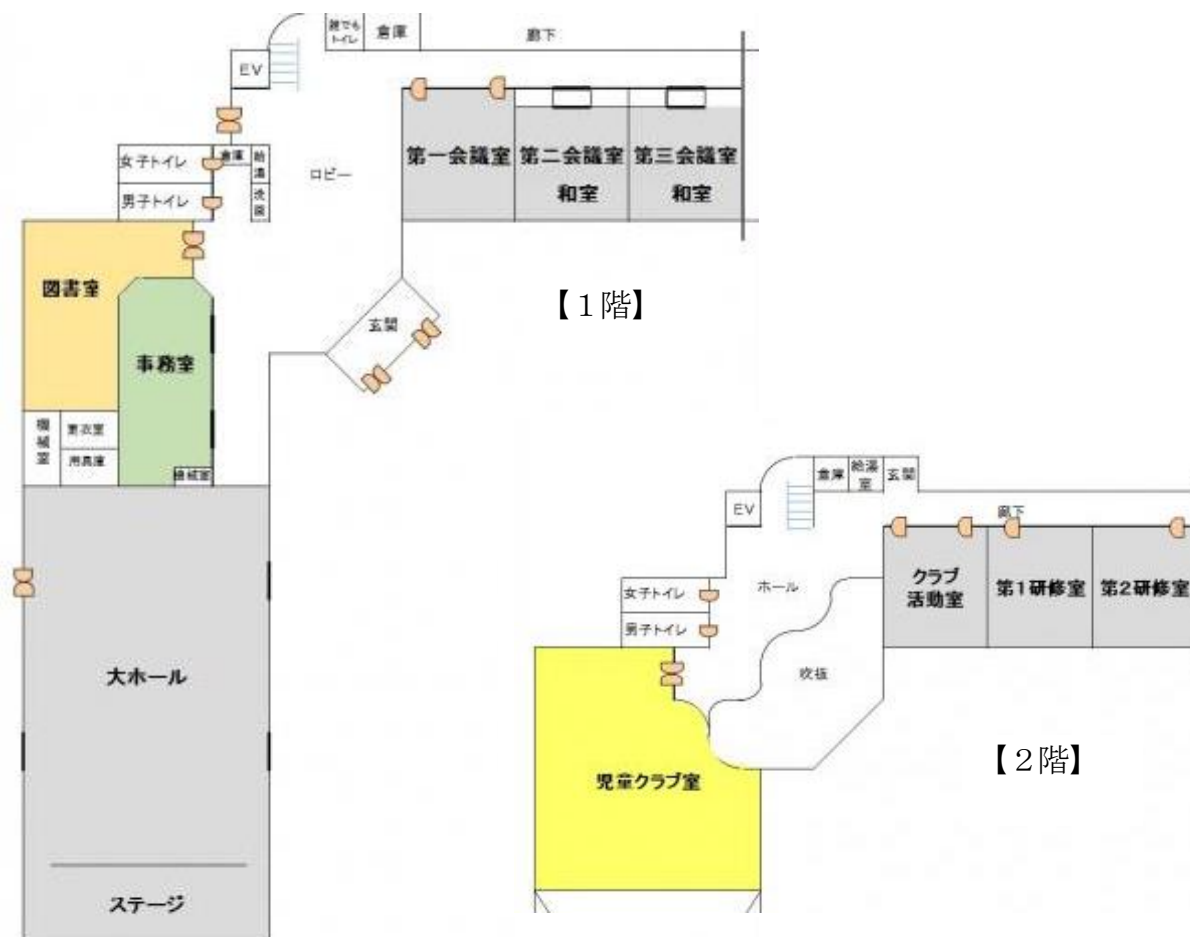 誰でも
トイレ
倉庫
廊下
EV
女子トイレ
倉庫
給湯
男子トイレ
洗面
ロビー
第一会議室
第二会議室
和室
第三会議室
和室
図書室
事務室
玄関
【1階】
機械室
更衣室
用具庫
機械室
大ホール
ステージ
倉庫
給湯室
玄関
EV
廊下
女子トイレ
男子トイレ
ホール
クラブ
活動室
第1研修室
第2研修室
吹抜
児童クラブ室
【2階】